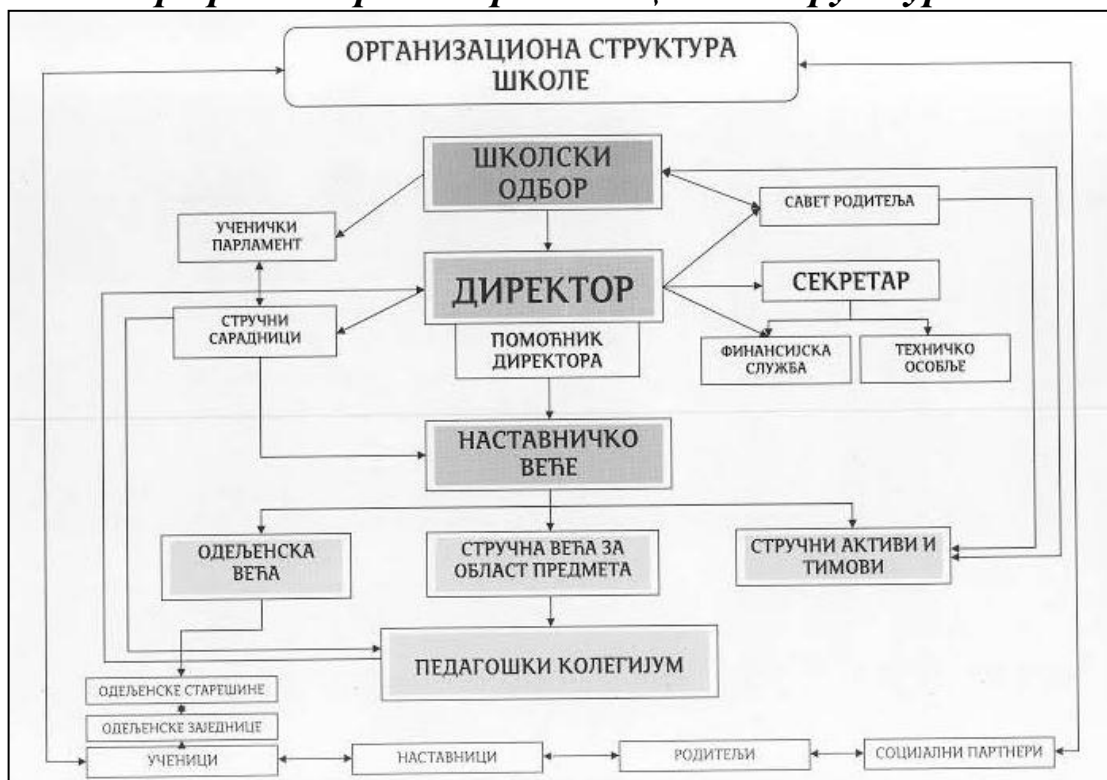 ОРГАНИЗАЦИОНА СТРУКТУРА
ШКОЛЕ
ШКОЛСКИ
ОДБОР
САВЕТ РОДИТЕЉА
УЧЕНИЧКИ
ПАРЛАМЕНТ
ДИРЕКТОР
СЕКРЕТАР
СТРУЧНИ
САРАДНИЦИ
ПОМОЋНИК
ДИРЕКТОРА
ФИНАНСИЈСКА
СЛУЖБА
ТЕХНИЧКО
ОСОБЉЕ
НАСТАВНИЧКО
ВЕЋЕ
ОДЕЉЕНСКА
ВЕЋА
СТРУЧНА ВЕЋА ЗА
ОБЛАСТ ПРЕДМЕТА
СТРУЧНИ АКТИВИ И
ТИМОВИ
ПЕДАГОШКИ КОЛЕГИЈУМ
ОДЕЉЕНСКЕ СТАРЕШИНЕ
ОДЕЉЕНСКЕ ЗАЈЕДНИЦЕ
УЧЕНИЦИ
НАСТАВНИЦИ
РОДИТЕЉИ
СОЦИЈАЛНИ ПАРТНЕРИ